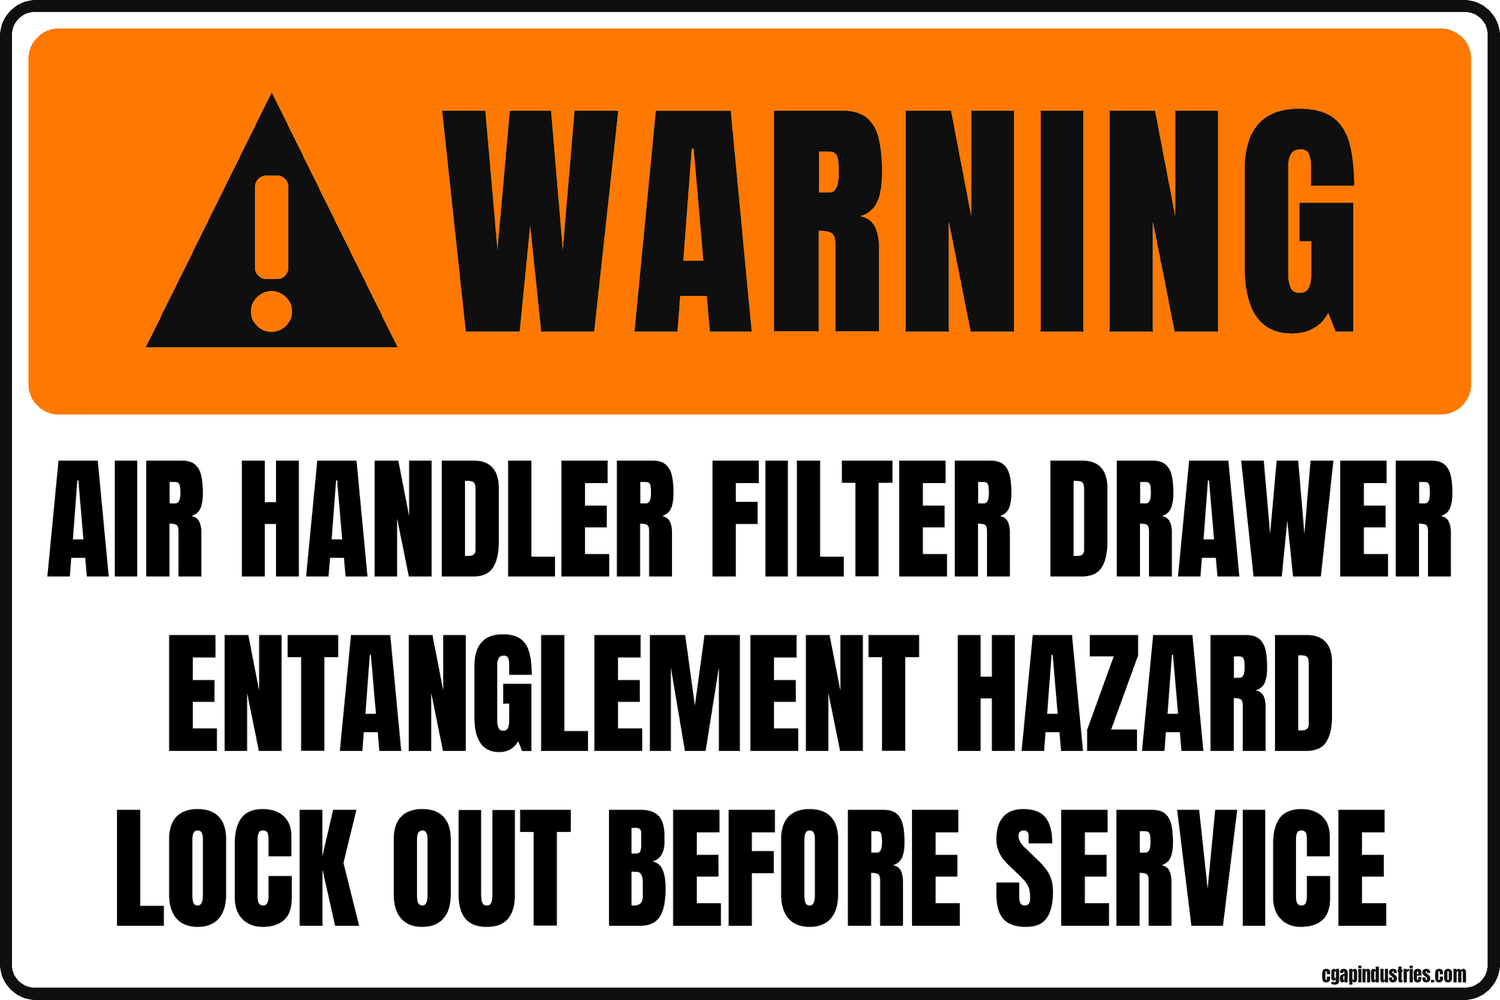 WARNING
AIR HANDLER FILTER DRAWER
ENTANGLEMENT HAZARD
LOCK OUT BEFORE SERVICE
cgapindustries.com